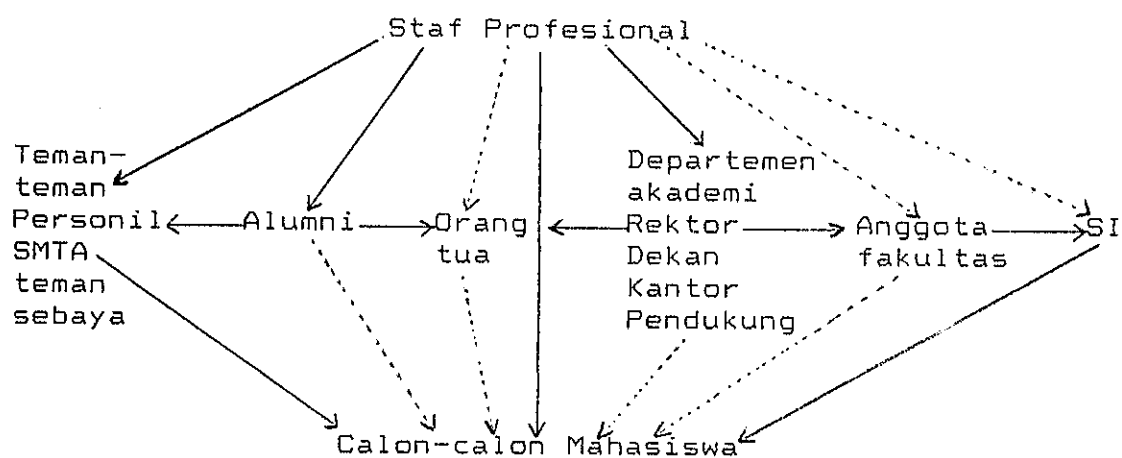 Staf Profesional
Teman-
teman
Personil
SMTA
teman
sebaya
Alumni
Orang
tua
Departemen
akademi
Rektor
Dekan
Kantor
Pendukung
Anggota
fakultas
SI
Calon-calon Mahasiswa